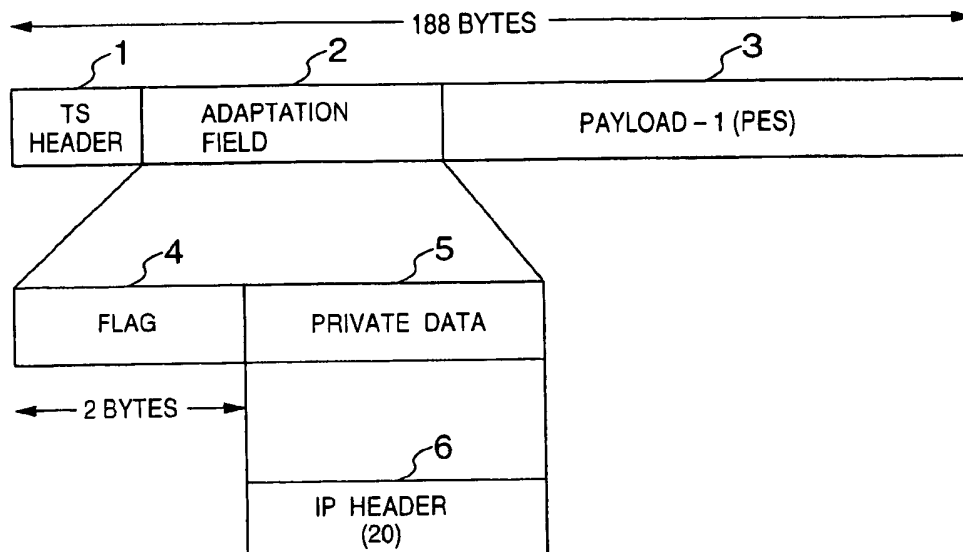 188 BYTES
1
2
3
TS
HEADER
ADAPTATION
FIELD
PAYLOAD – 1 (PES)
4
5
FLAG
PRIVATE DATA
2 BYTES
6
IP HEADER
(20)